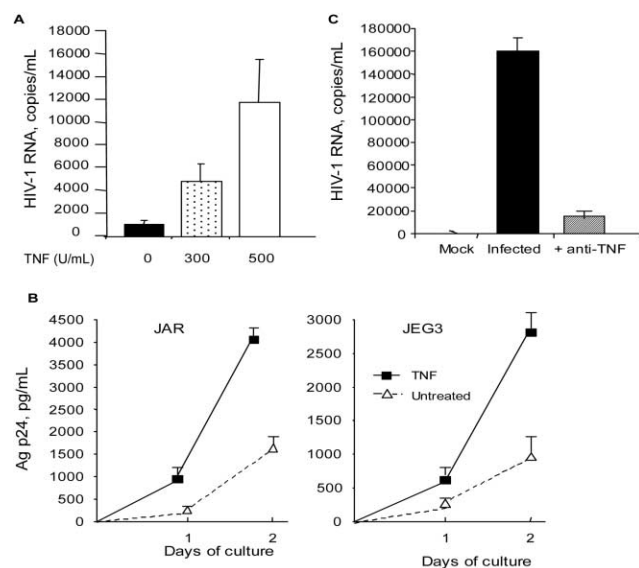 A
HIV-1 RNA, copies/mL
18000
16000
14000
12000
10000
8000
6000
4000
2000
0
TNF (U/mL) 0 300 500
C
HIV-1 RNA, copies/mL
180000
160000
140000
120000
100000
80000
60000
40000
20000
0
Mock Infected + anti-TNF
B
JAR
Ag p24, pg/mL
4500
4000
3500
3000
2500
2000
1500
1000
500
0
1 2
Days of culture
JEG3
3000
2500
2000
1500
1000
500
0
TNF
Untreated
1 2
Days of culture